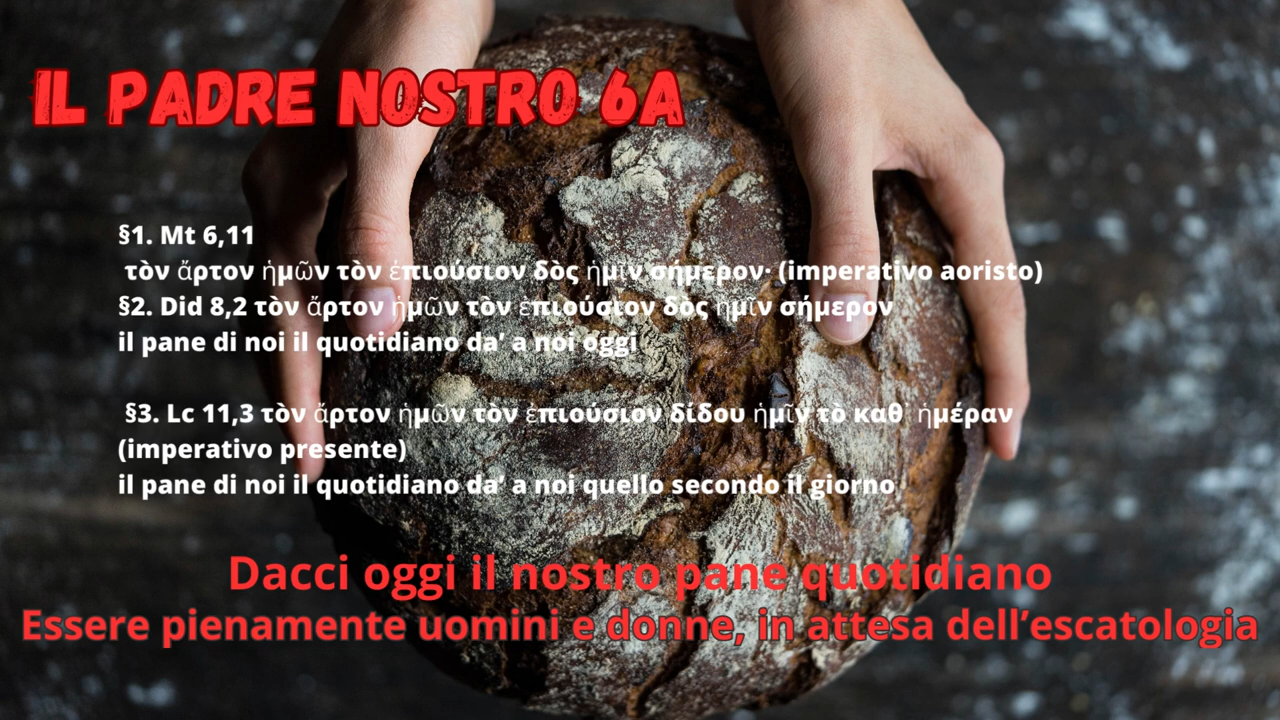 IL PADRE NOSTRO 6A
§1. Mt 6,11
τὸν ἄρτον ἡμῶν τὸν ἐπιούσιον δὸς ἡμῖν σήμερον· (imperativo aoristo)
§2. Did 8,2 τὸν ἄρτον ἡμῶν τὸν ἐπιούσιον δὸς ἡμῖν σήμερον
il pane di noi il quotidiano da’ a noi oggi
§3. Lc 11,3 τὸν ἄρτον ἡμῶν τὸν ἐπιούσιον δίδου ἡμῖν τὸ καθ᾽ ἡμέραν
(imperativo presente)
il pane di noi il quotidiano da’ a noi quello secondo il giorno
Dacci oggi il nostro pane quotidiano
Essere pienamente uomini e donne, in attesa dell’escatologia